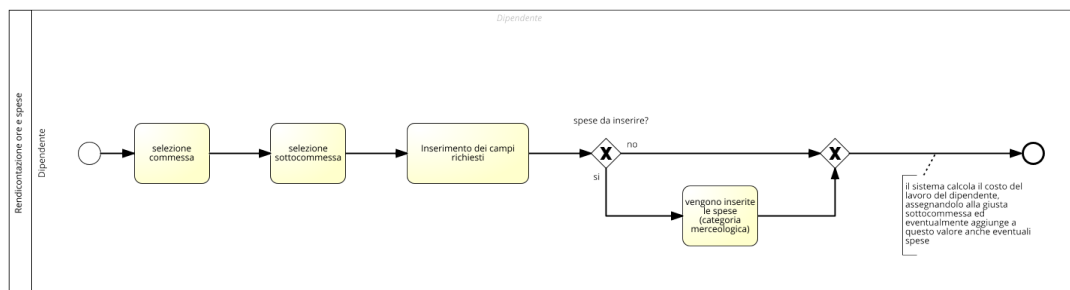 Dipendente
Rendicontazione ore e spese
Dipendente
selezione
commessa
selezione
sottocommessa
Inserimento dei campi
richiesti
spese da inserire?
no
si
vengono inserite
le spese
(categoria
merceologica)
il sistema calcola il costo del
lavoro del dipendente,
assegnandolo alla giusta
sottocommessa ed
eventualmente aggiunge a
questo valore anche eventuali
spese